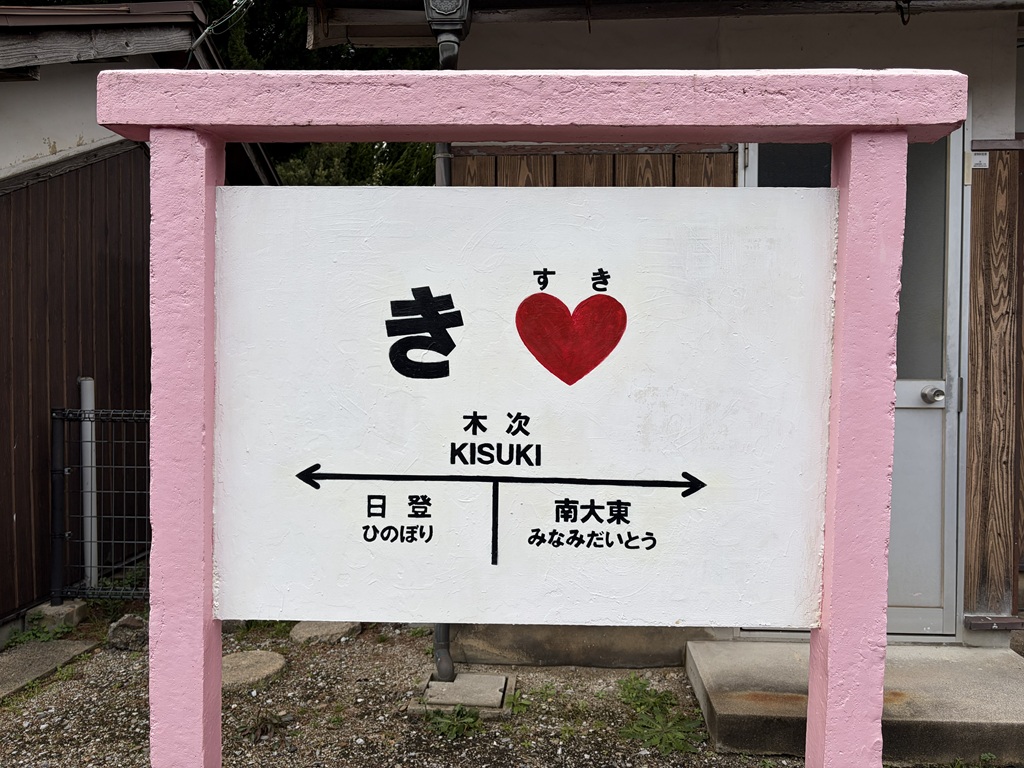 すき
き
木次
KISUKI
日登
ひのぼり
南大東
みなみだいとう